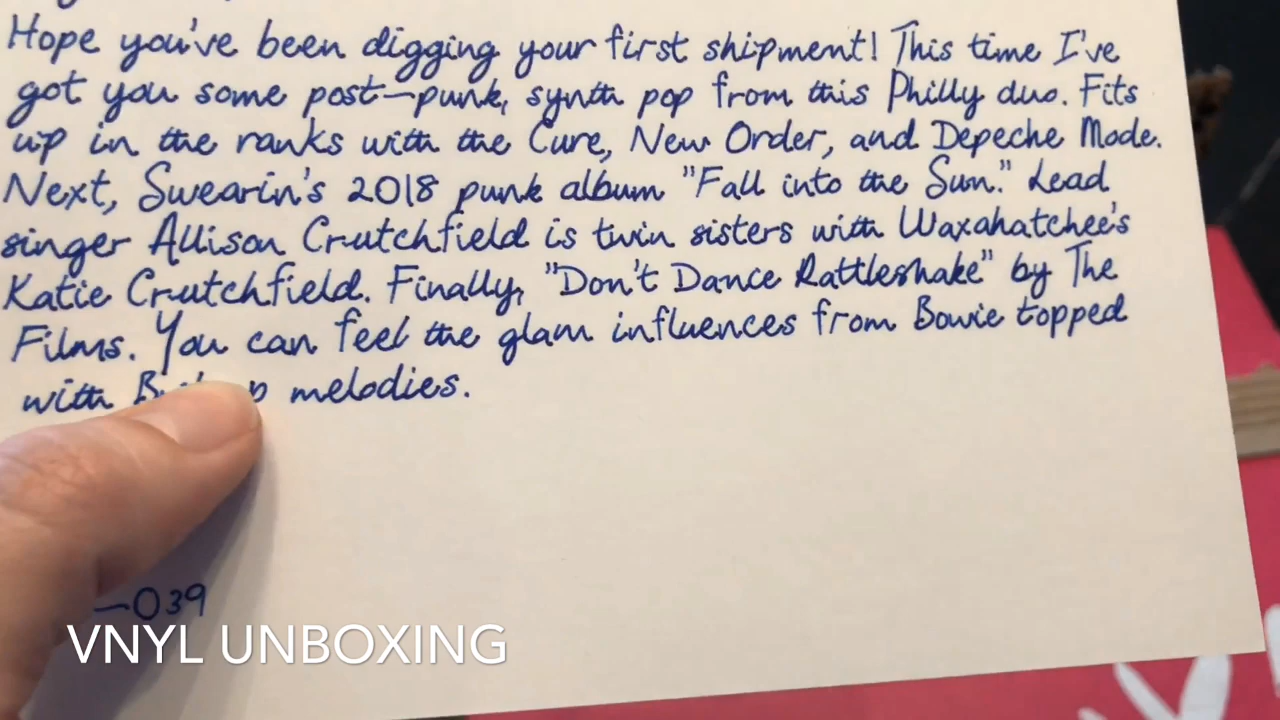 Hope you've been digging your first shipment! This time I've
got you some post-punk, synth pop from this Philly duo. Fits
up in the ranks with the Cure, New Order, and Depeche Mode.
Next, Swearin's 2018 punk album "Fall into the Sun." Lead
singer Allison Crutchfield is twin sisters with Waxahatchee's
Katie Crutchfield. Finally, "Don't Dance Rattleshake" by The
Films. You can feel the glam influences from Bowie topped
with melodies.
-039
VNYL UNBOXING